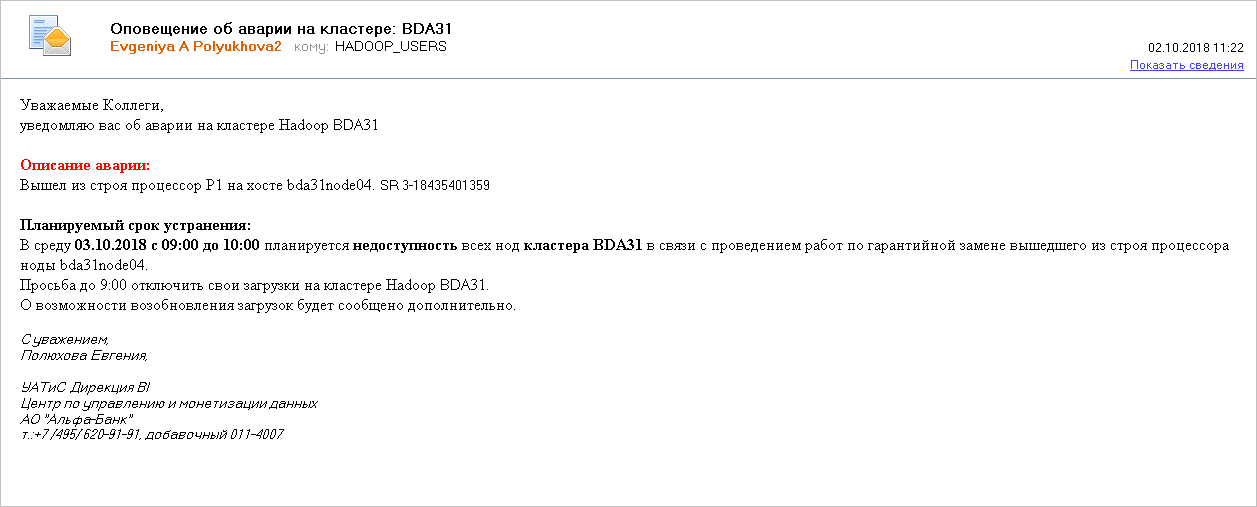 Оповещение об аварии на кластере: BDA31
Evgeniya A Polyukhova2 кому: HADOOP_USERS
02.10.2018 11:22
Показать сведения
Уважаемые Коллеги,
уведомляю вас об аварии на кластере Hadoop BDA31
Описание аварии:
Вышел из строя процессор P1 на хосте bda31node04. SR 3-18435401359
Планируемый срок устранения:
В среду 03.10.2018 с 09:00 до 10:00 планируется недоступность всех нод кластера BDA31 в связи с проведением работ по гарантийной замене вышедшего из строя процессора
ноды bda31node04.
Просьба до 9:00 отключить свои загрузки на кластере Hadoop BDA31.
О возможности возобновления загрузок будет сообщено дополнительно.
С уважением,
Полюхова Евгения,
УАТиС Дирекция BI
Центр по управлению и монетизации данных
АО "Альфа-Банк"
т.:+7 /495/ 620-91-91, добавочный 011-4007